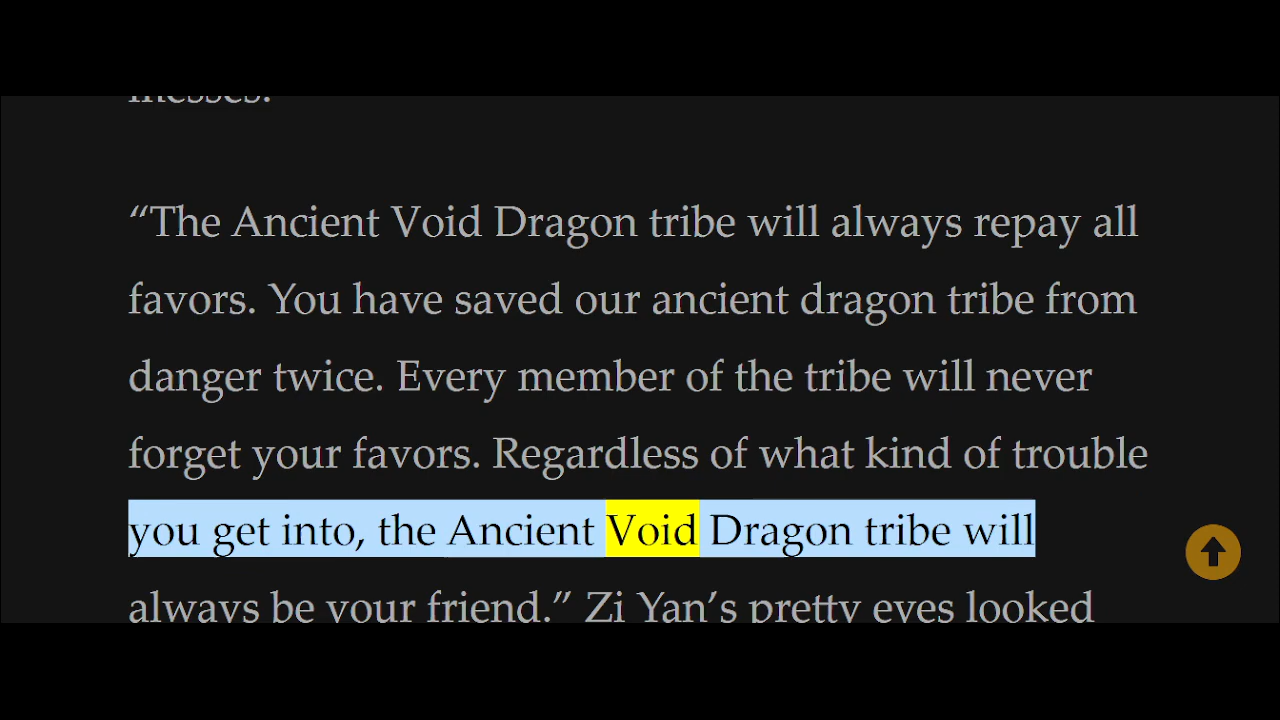 “The Ancient Void Dragon tribe will always repay all
favors. You have saved our ancient dragon tribe from
danger twice. Every member of the tribe will never
forget your favors. Regardless of what kind of trouble
you get into, the Ancient Void Dragon tribe will
always be your friend.” Zi Yan’s pretty eyes looked